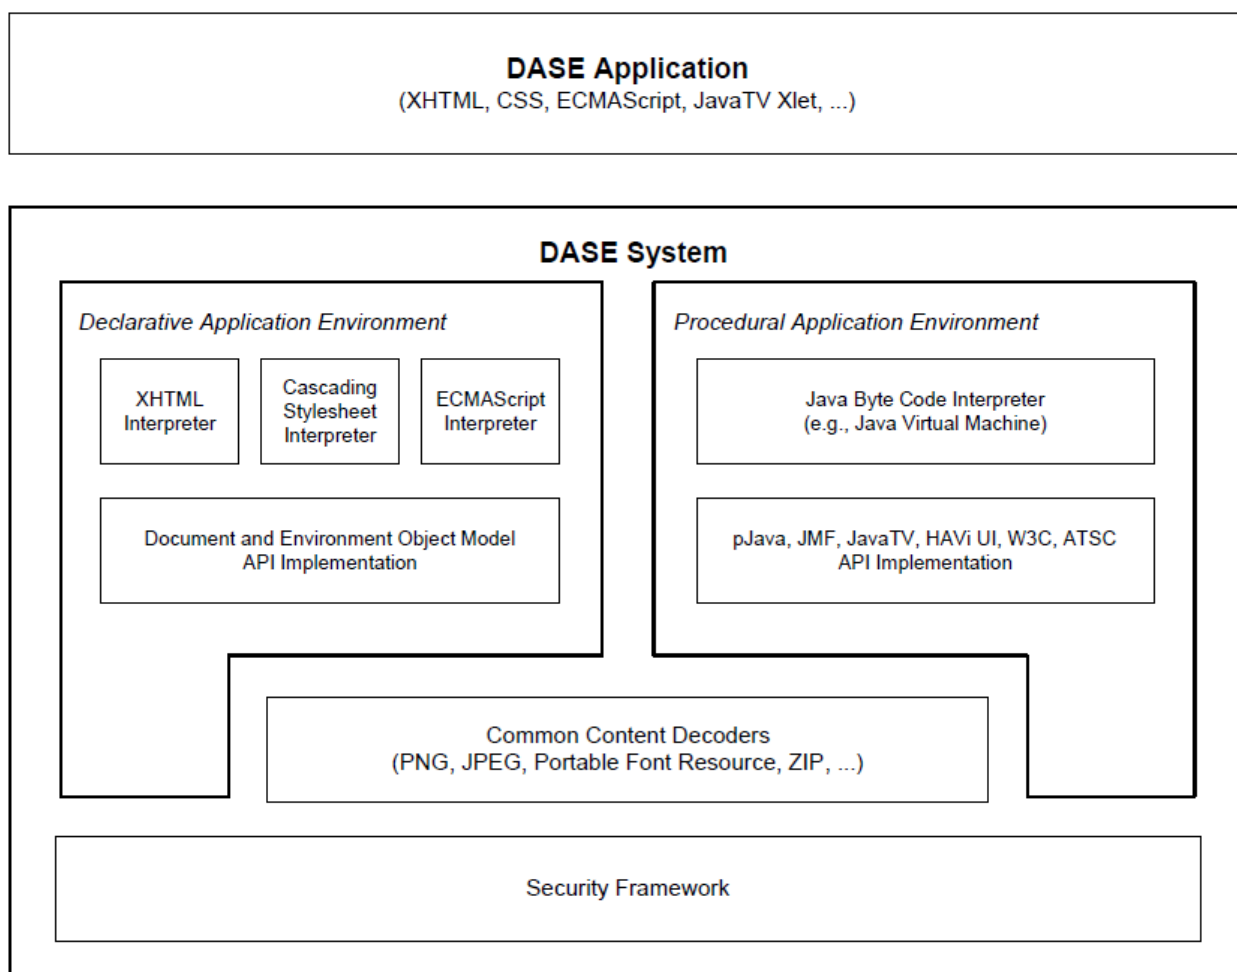 DASE Application
(XHTML, CSS, ECMAScript, JavaTV Xlet, ...)
DASE System
Declarative Application Environment
XHTML
Interpreter
Cascading
Stylesheet
Interpreter
ECMAScript
Interpreter
Document and Environment Object Model
API Implementation
Procedural Application Environment
Java Byte Code Interpreter
(e.g., Java Virtual Machine)
pJava, JMF, JavaTV, HAVi UI, W3C, ATSC
API Implementation
Common Content Decoders
(PNG, JPEG, Portable Font Resource, ZIP, ...)
Security Framework